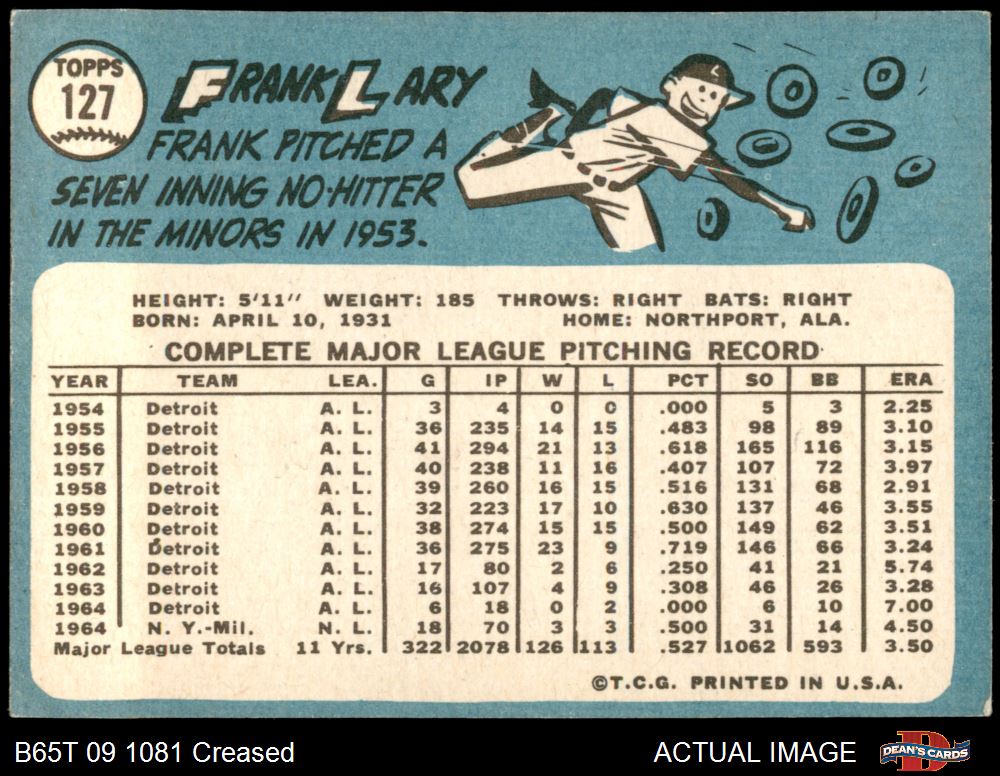 TOPPS
127
FRANK LARY
FRANK PITCHED A
SEVEN INNING NO-HITTER
IN THE MINORS IN 1953.
HEIGHT: 5'11" WEIGHT: 185 THROWS: RIGHT BATS: RIGHT
BORN: APRIL 10, 1931 HOME: NORTHPORT, ALA.
COMPLETE MAJOR LEAGUE PITCHING RECORD
YEAR TEAM LEA. G IP W L PCT SO BB ERA
1954 Detroit A. L. 3 4 0 0 .000 5 3 2.25
1955 Detroit A. L. 36 235 14 15 .483 98 89 3.10
1956 Detroit A. L. 41 294 21 13 .618 165 116 3.15
1957 Detroit A. L. 40 238 11 16 .407 107 72 3.97
1958 Detroit A. L. 39 260 16 15 .516 131 68 2.91
1959 Detroit A. L. 32 223 17 10 .630 137 46 3.55
1960 Detroit A. L. 38 274 15 15 .500 149 62 3.51
1961 Detroit A. L. 36 275 23 9 .719 146 66 3.24
1962 Detroit A. L. 17 80 2 6 .250 41 21 5.74
1963 Detroit A. L. 16 107 4 9 .308 46 26 3.28
1964 Detroit A. L. 6 18 0 2 .000 6 10 7.00
1964 N. Y.-Mil. N. L. 18 70 3 3 .500 31 14 4.50
Major League Totals 11 Yrs. 322 2078 126 113 .527 1062 593 3.50
©T.C.G. PRINTED IN U.S.A.
B65T 09 1081 Creased ACTUAL IMAGE DEAN'S CARDS